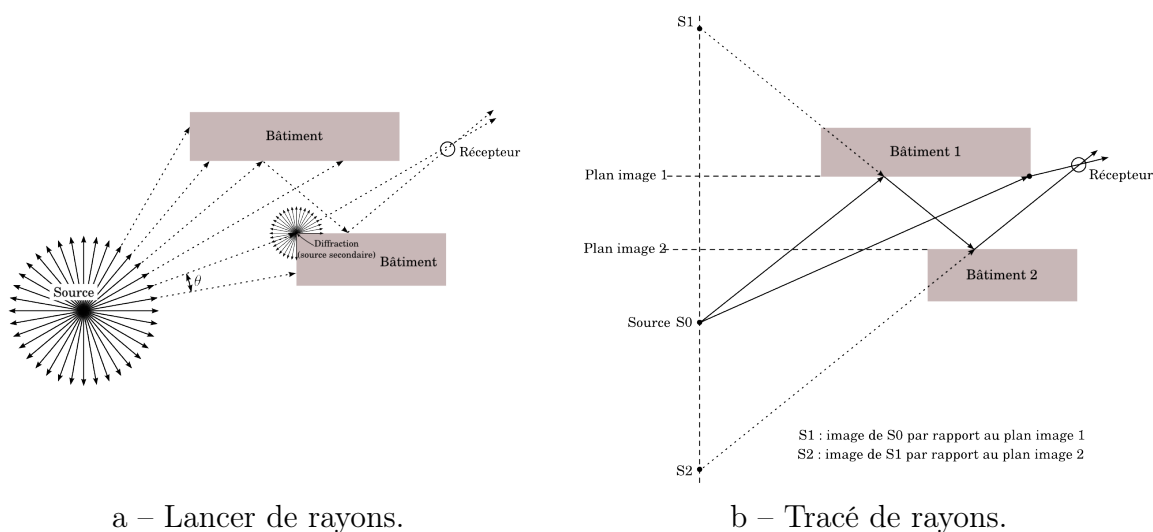 Bâtiment
Récepteur
Diffraction
(source secondaire)
Bâtiment
θ
Source
a – Lancer de rayons.
S1
Bâtiment 1
Plan image 1
Récepteur
Plan image 2
Bâtiment 2
Source S0
S1 : image de S0 par rapport au plan image 1
S2 : image de S1 par rapport au plan image 2
S2
b – Tracé de rayons.